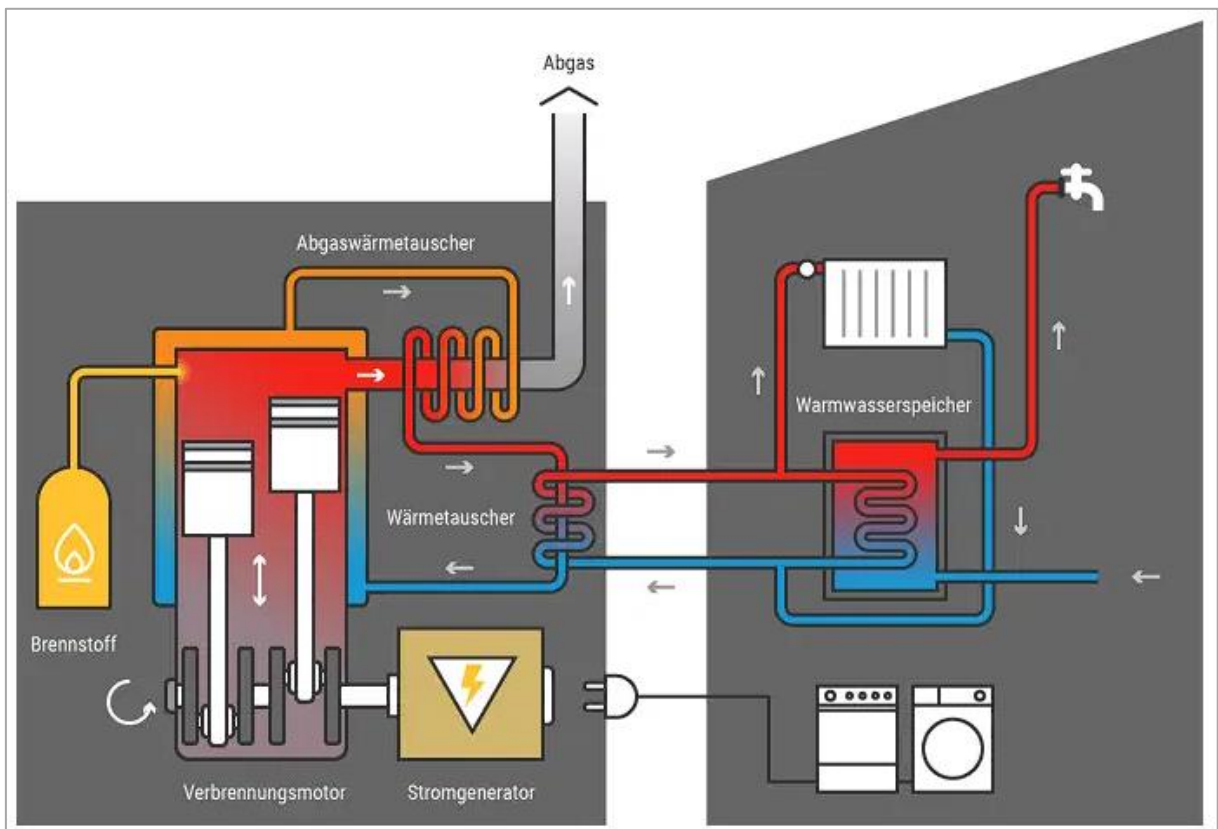 Abgas
Abgaswärmetauscher
Warmwasserspeicher
Wärmetauscher
Brennstoff
Verbrennungsmotor
Stromgenerator